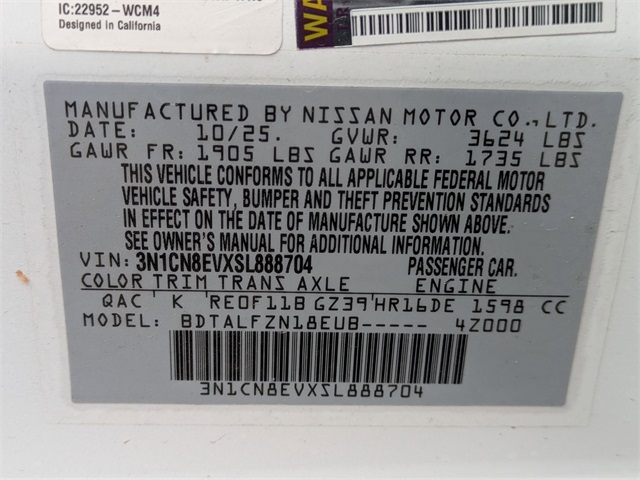 IC:22952-WCM4
Designed in California
WA
MANUFACTURED BY NISSAN MOTOR CO.,LTD.
DATE: 10/25. GVWR: 3624 LBS
GAWR FR: 1905 LBS GAWR RR: 1735 LBS
THIS VEHICLE CONFORMS TO ALL APPLICABLE FEDERAL MOTOR
VEHICLE SAFETY, BUMPER AND THEFT PREVENTION STANDARDS
IN EFFECT ON THE DATE OF MANUFACTURE SHOWN ABOVE.
SEE OWNER'S MANUAL FOR ADDITIONAL INFORMATION.
VIN: 3N1CN8EVXSL888704 PASSENGER CAR.
COLOR TRIM TRANS AXLE ENGINE
QAC K RE0F11B GZ39 HR16DE 1598 CC
MODEL: BDTALFZN18EUB----- 4Z000
3N1CN8EVXSL888704